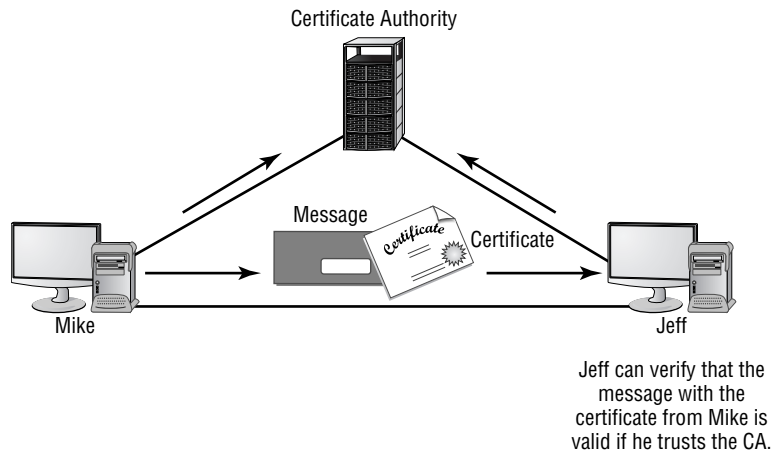 Certificate Authority
Message
Certificate
Certificate
Mike
Jeff
Jeff can verify that the
message with the
certificate from Mike is
valid if he trusts the CA.